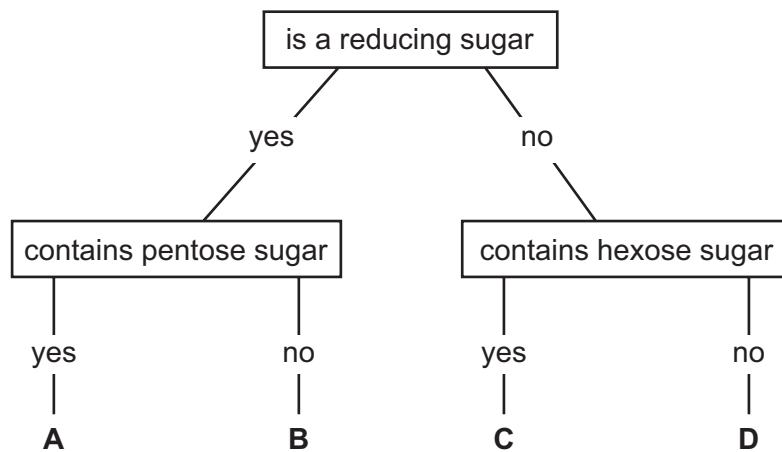 is a reducing sugar
yes
no
contains pentose sugar
contains hexose sugar
yes
no
yes
no
A
B
C
D